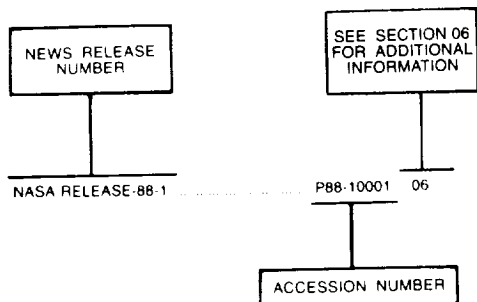 NEWS RELEASE
NUMBER
SEE SECTION 06
FOR ADDITIONAL
INFORMATION
NASA RELEASE-88-1 .................... P88-10001 06
ACCESSION NUMBER